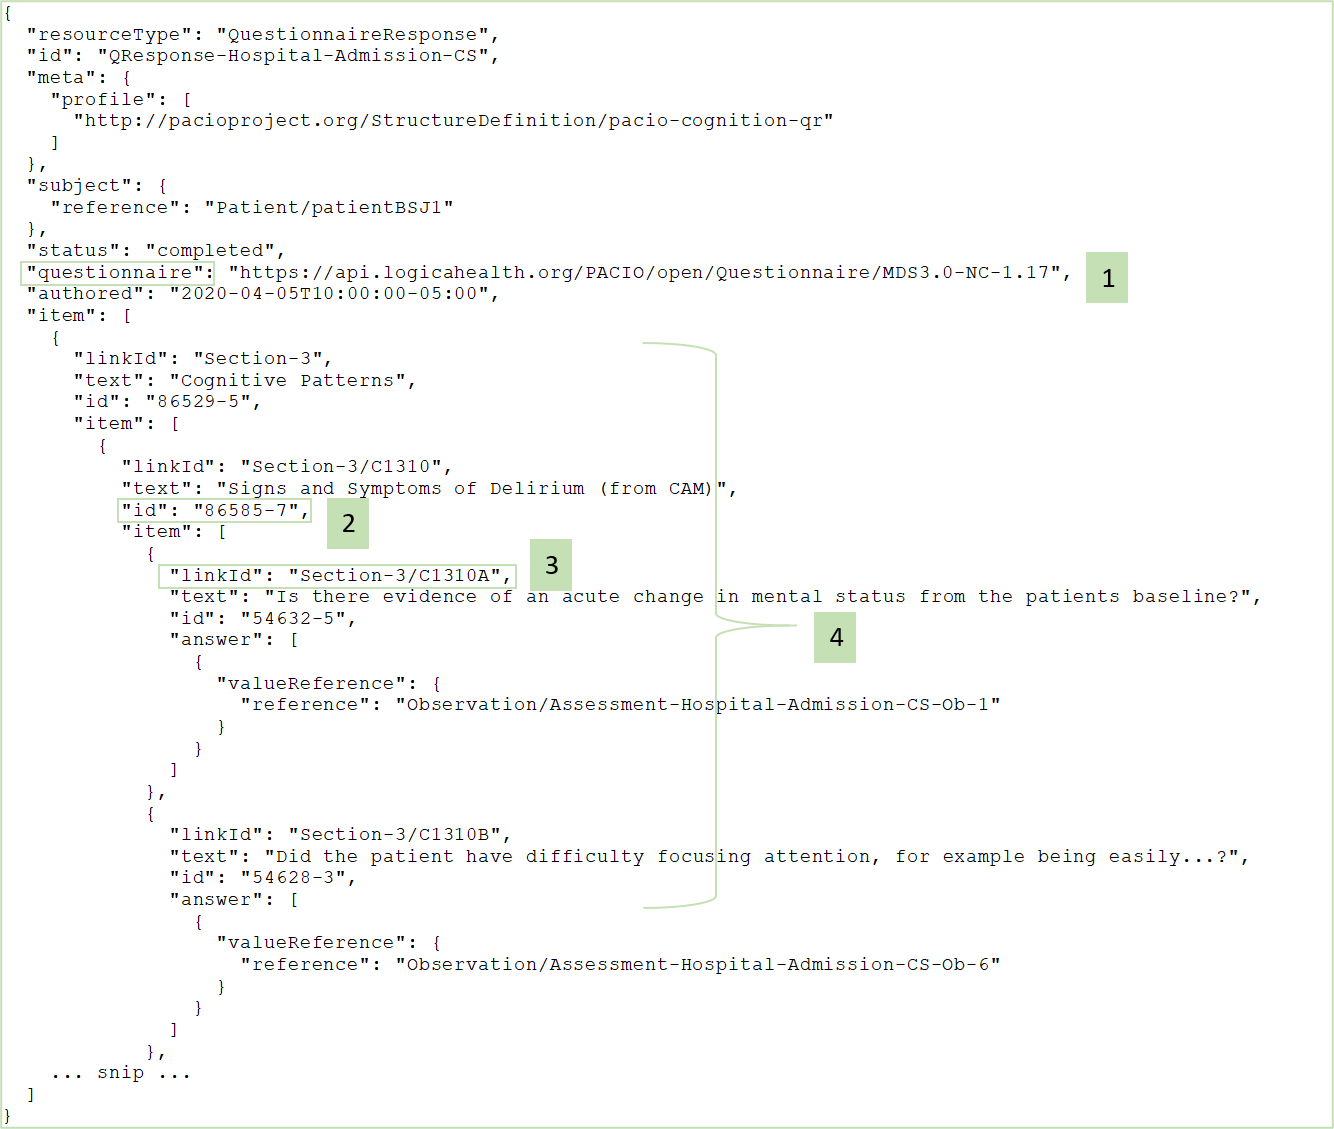 {
  "resourceType": "QuestionnaireResponse",
  "id": "QResponse-Hospital-Admission-CS",
  "meta": {
    "profile": [
      "http://pacioproject.org/StructureDefinition/pacio-cognition-qr"
    ]
  },
  "subject": {
    "reference": "Patient/patientBSJ1"
  },
  "status": "completed",
  "questionnaire": "https://api.logicahealth.org/PACIO/open/Questionnaire/MDS3.0-NC-1.17", 1
  "authored": "2020-04-05T10:00:00-05:00",
  "item": [
    {
      "linkId": "Section-3",
      "text": "Cognitive Patterns",
      "id": "86529-5",
      "item": [
        {
          "linkId": "Section-3/C1310",
          "text": "Signs and Symptoms of Delirium (from CAM)",
          "id": "86585-7", 2
          "item": [
            {
              "linkId": "Section-3/C1310A", 3
              "text": "Is there evidence of an acute change in mental status from the patients baseline?",
              "id": "54632-5",
              "answer": [ 4
                {
                  "valueReference": {
                    "reference": "Observation/Assessment-Hospital-Admission-CS-Ob-1"
                  }
                }
              ]
            },
            {
              "linkId": "Section-3/C1310B",
              "text": "Did the patient have difficulty focusing attention, for example being easily...?",
              "id": "54628-3",
              "answer": [
                {
                  "valueReference": {
                    "reference": "Observation/Assessment-Hospital-Admission-CS-Ob-6"
                  }
                }
              ]
            },
    ... snip ...
  ]
}